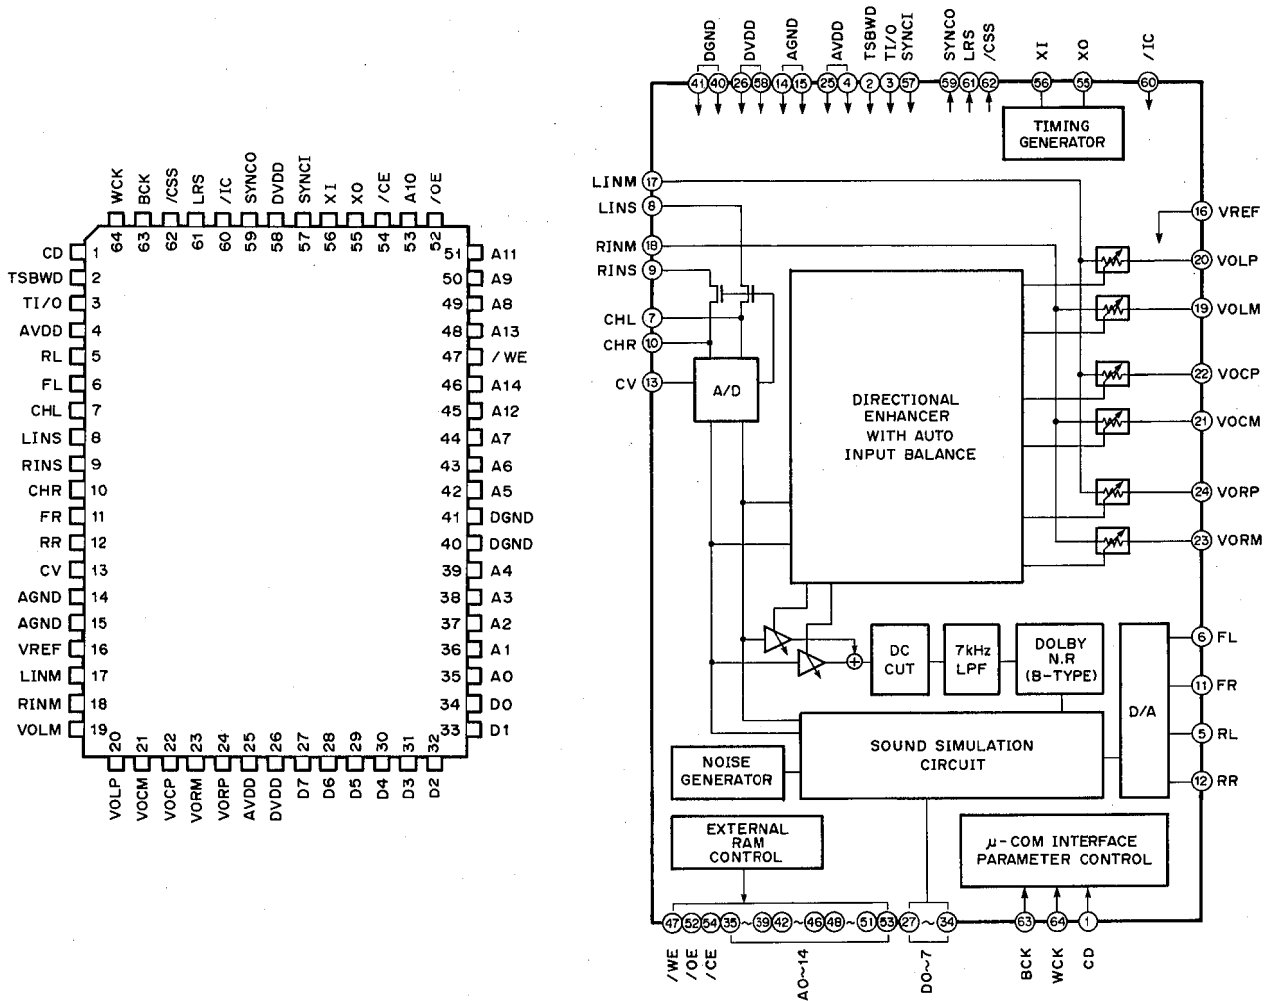 WCK
BCK
/CSS
LRS
/IC
SYNCO
DVDD
SYNCI
XI
XO
/CE
A10
/OE
64
63
62
61
60
59
58
57
56
55
54
53
52
CD 1
TSBWD 2
TI/O 3
AVDD 4
RL 5
FL 6
CHL 7
LINS 8
RINS 9
CHR 10
FR 11
RR 12
CV 13
AGND 14
AGND 15
VREF 16
LINM 17
RINM 18
VOLM 19
51 A11
50 A9
49 A8
48 A13
47 /WE
46 A14
45 A12
44 A7
43 A6
42 A5
41 DGND
40 DGND
39 A4
38 A3
37 A2
36 A1
35 A0
34 D0
33 D1
20
21
22
23
24
25
26
27
28
29
30
31
32
VOLP
VOCM
VOCP
VORM
VORP
AVDD
DVDD
D7
D6
D5
D4
D3
D2
DGND
DVDD
AGND
AVDD
TSBWD
TI/O
SYNCI
SYNCO
LRS
/CSS
XI
XO
/IC
41
40
26
58
14
15
25
4
2
3
57
59
61
62
56
55
60
TIMING
GENERATOR
LINM 17
LINS 8
RINM 18
RINS 9
CHL 7
CHR 10
CV 13
A/D
DIRECTIONAL
ENHANCER
WITH AUTO
INPUT BALANCE
16 VREF
20 VOLP
19 VOLM
22 VOCP
21 VOCM
24 VORP
23 VORM
+
DC
CUT
7kHz
LPF
DOLBY
N.R
(B-TYPE)
D/A
6 FL
11 FR
5 RL
12 RR
SOUND SIMULATION
CIRCUIT
NOISE
GENERATOR
EXTERNAL
RAM
CONTROL
μ-COM INTERFACE
PARAMETER CONTROL
47
52
54
35
~
39
42
~
46
48
~
51
53
27
~
34
63
64
1
/WE
/OE
/CE
A0~14
D0~7
BCK
WCK
CD